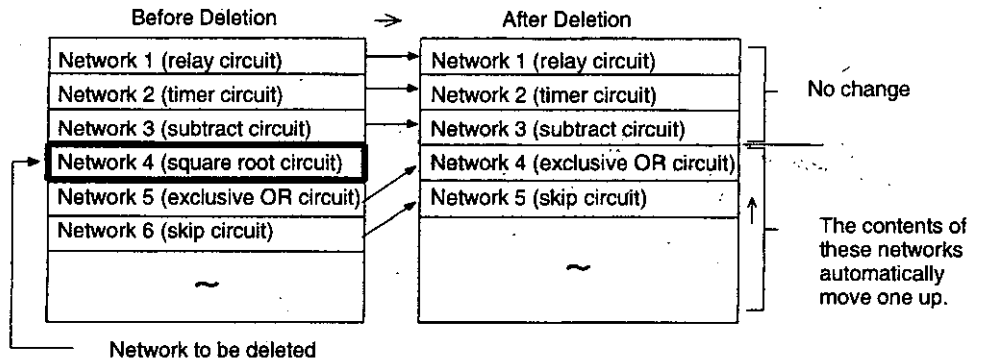 Before Deletion → After Deletion
Network 1 (relay circuit)
Network 2 (timer circuit)
Network 3 (subtract circuit)
Network 4 (square root circuit)
Network 5 (exclusive OR circuit)
Network 6 (skip circuit)
~
Network to be deleted
Network 1 (relay circuit)
Network 2 (timer circuit)
Network 3 (subtract circuit)
Network 4 (exclusive OR circuit)
Network 5 (skip circuit)
~
No change
The contents of
these networks
automatically
move one up.